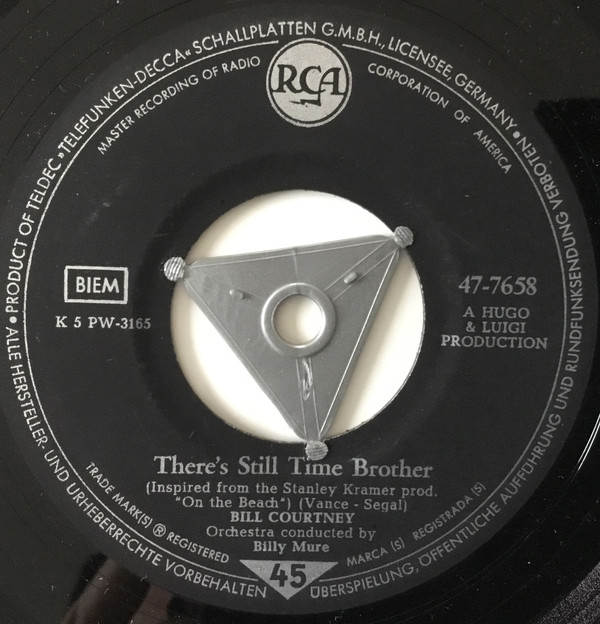 PRODUCT OF TELDEC »TELEFUNKEN-DECCA« SCHALLPLATTEN G.M.B.H., LICENSEE, GERMANY •
MASTER RECORDING OF RADIO CORPORATION OF AMERICA
RCA
BIEM
K 5 PW-3165
47-7658
A HUGO
& LUIGI
PRODUCTION
There's Still Time Brother
(Inspired from the Stanley Kramer prod.
"On the Beach") (Vance - Segal)
BILL COURTNEY
Orchestra conducted by
Billy Mure
TRADE MARK(S) ® REGISTERED
MARCA (S) REGISTRADA (S)
45
ALLE HERSTELLER- UND URHEBERRECHTE VORBEHALTEN
ÜBERSPIELUNG, ÖFFENTLICHE AUFFÜHRUNG UND RUNDFUNKSENDUNG VERBOTEN •